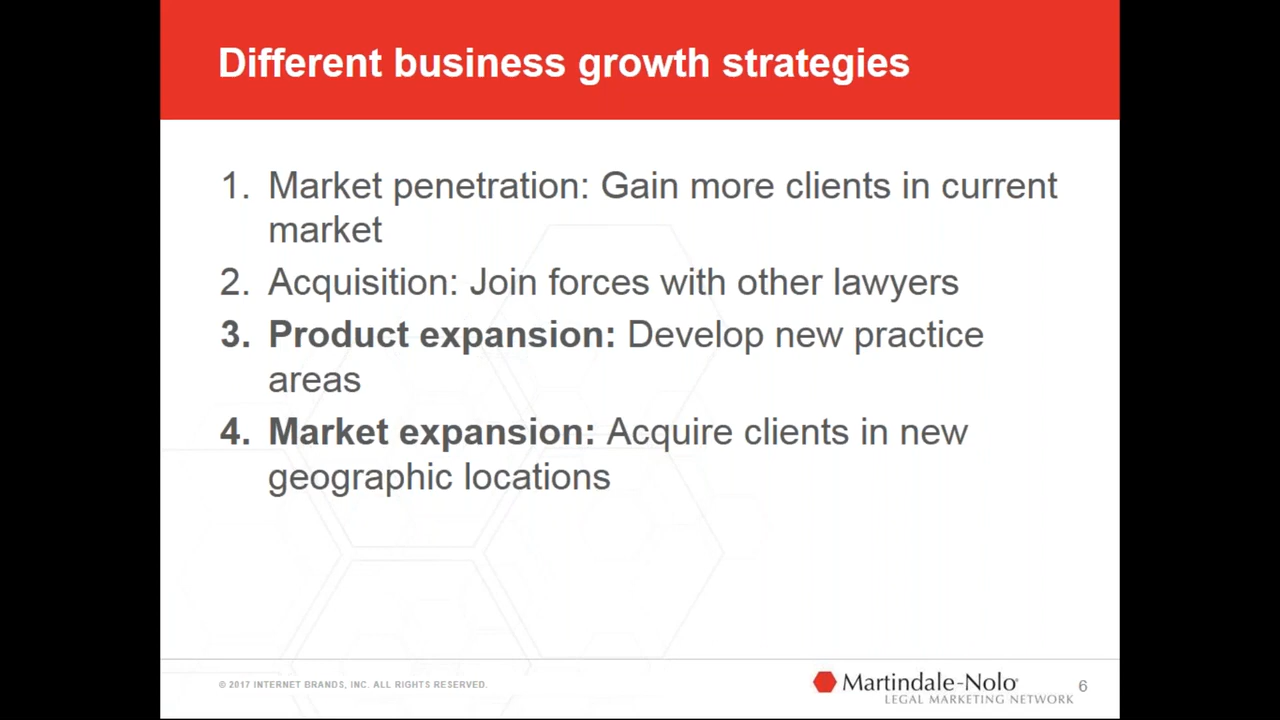 Different business growth strategies
1. Market penetration: Gain more clients in current
market
2. Acquisition: Join forces with other lawyers
3. Product expansion: Develop new practice
areas
4. Market expansion: Acquire clients in new
geographic locations
© 2017 INTERNET BRANDS, INC. ALL RIGHTS RESERVED.
Martindale-Nolo®
LEGAL MARKETING NETWORK
6